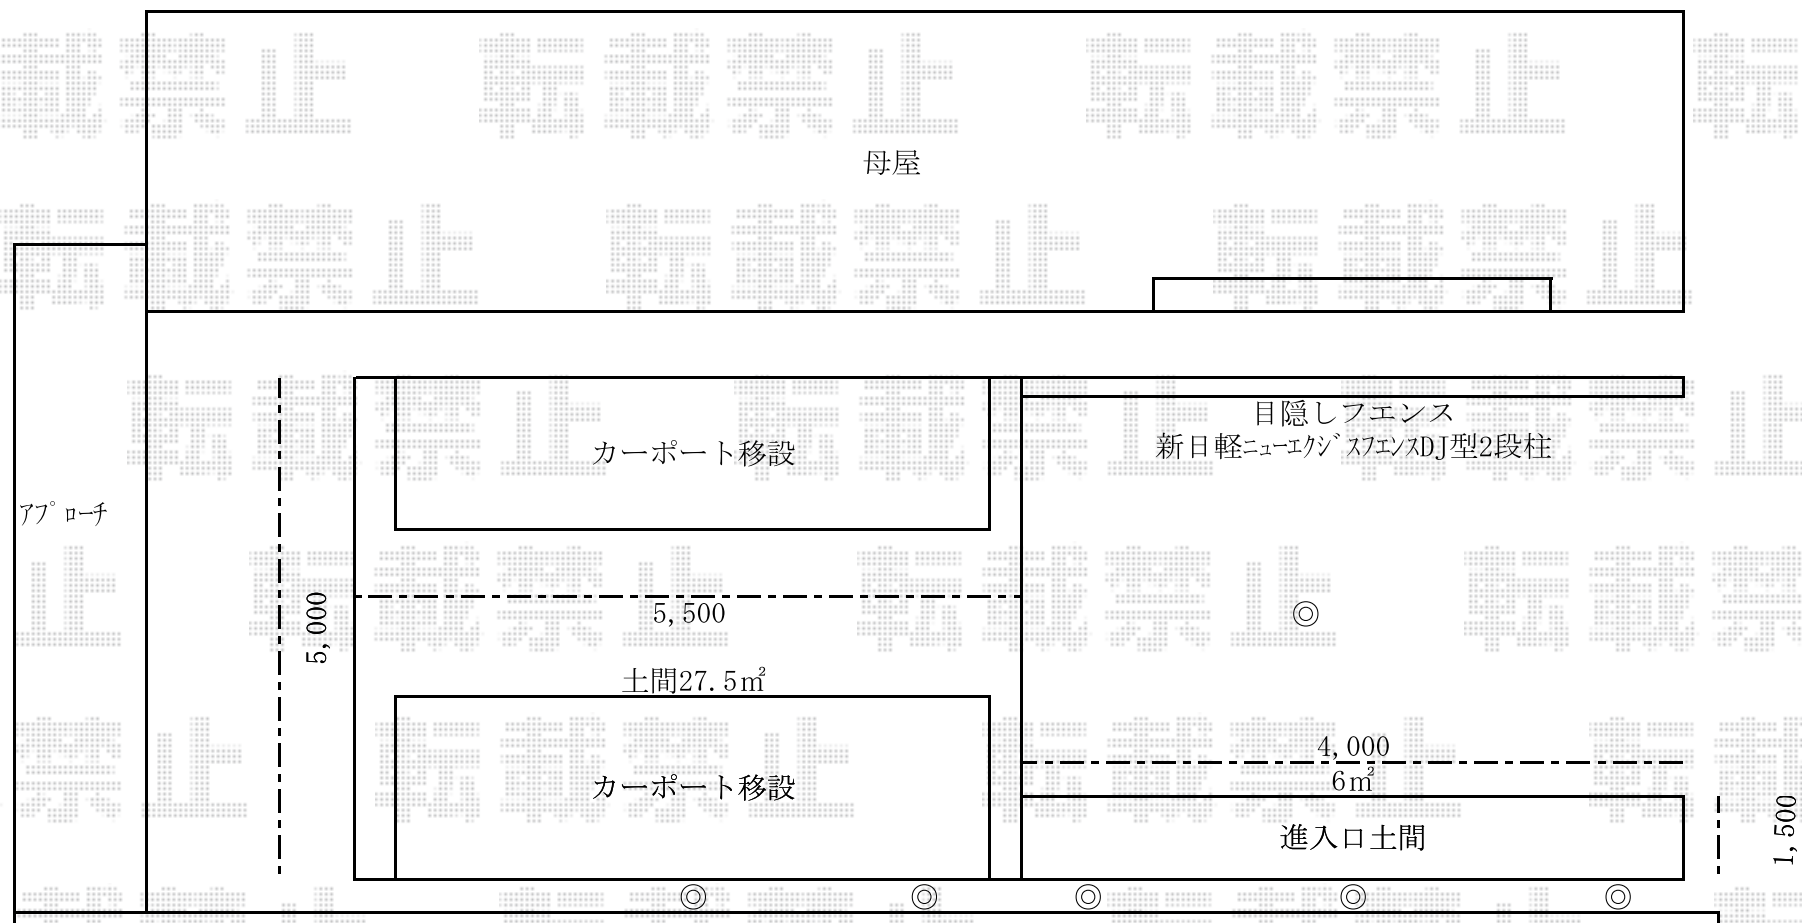 転載禁止
母屋
目隠しフエンス
新日軽ニューエクジスフエンスDJ型2段柱
カーポート移設
アプローチ
5,000
5,500
土間27.5㎡
4,000
6㎡
カーポート移設
進入口土間
1,500